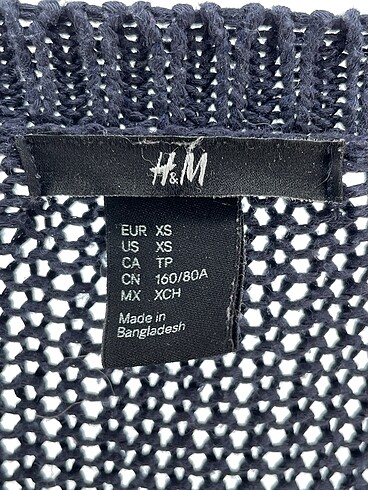 H&M
EUR XS
US XS
CA TP
CN 160/80A
MX XCH
Made in
Bangladesh